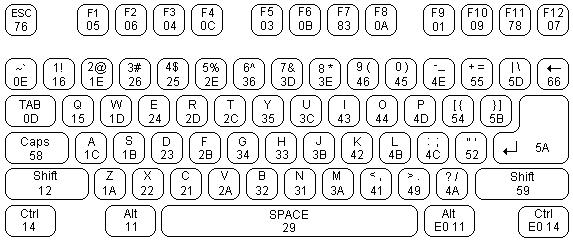 ESC F1 F2 F3 F4 F5 F6 F7 F8 F9 F10 F11 F12
76 05 06 04 0C 03 0B 83 0A 01 09 78 07
~` 1! 2@ 3# 4$ 5% 6^ 7& 8* 9( 0) -_ += |\ ←
0E 16 1E 26 25 2E 36 3D 3E 46 45 4E 55 5D 66
TAB Q W E R T Y U I O P [{ }]
0D 15 1D 24 2D 2C 35 3C 43 44 4D 54 5B
Caps A S D F G H J K L :; "' ↵ 5A
58 1C 1B 23 2B 34 33 3B 42 4B 4C 52
Shift Z X C V B N M <, >. ?/ Shift
12 1A 22 21 2A 32 31 3A 41 49 4A 59
Ctrl Alt SPACE Alt Ctrl
14 11 29 E0 11 E0 14